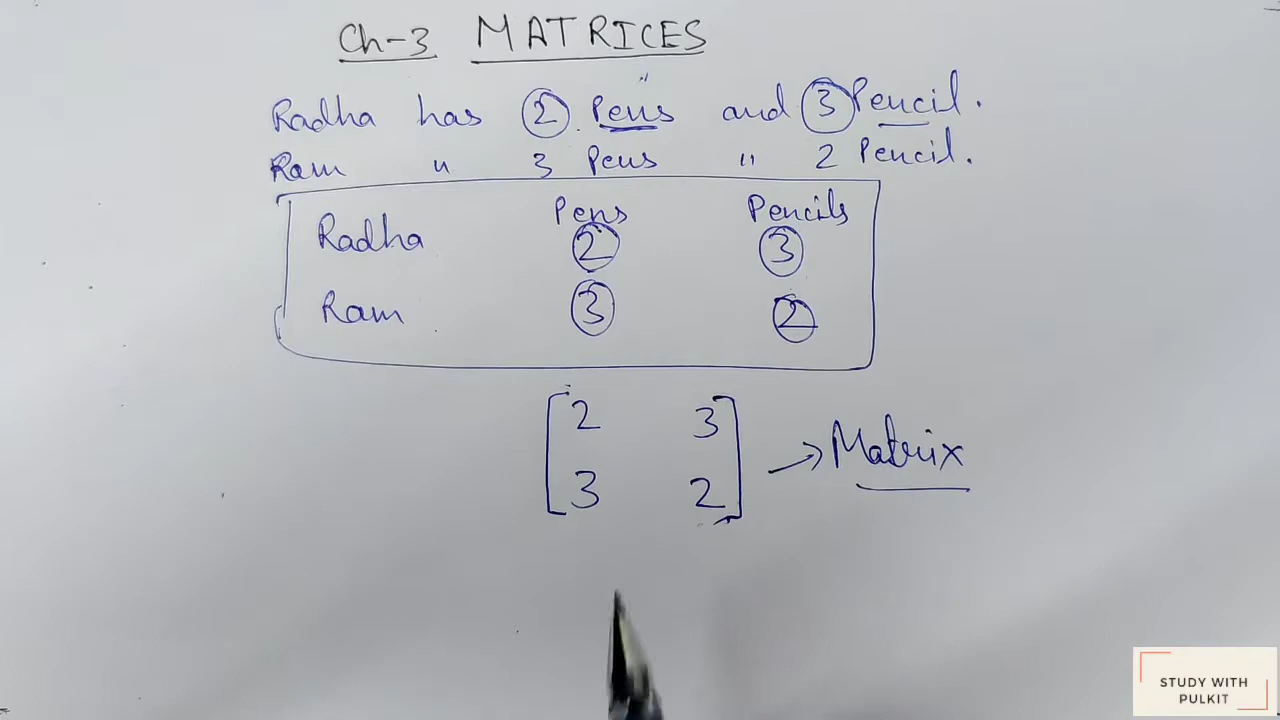 Ch-3 MATRICES
Radha has 2 Pens and 3 Pencil.
Ram " 3 Pens " 2 Pencil.
Pens Pencils
Radha 2 3
Ram 3 2
2 3
3 2
→ Matrix
STUDY WITH
PULKIT